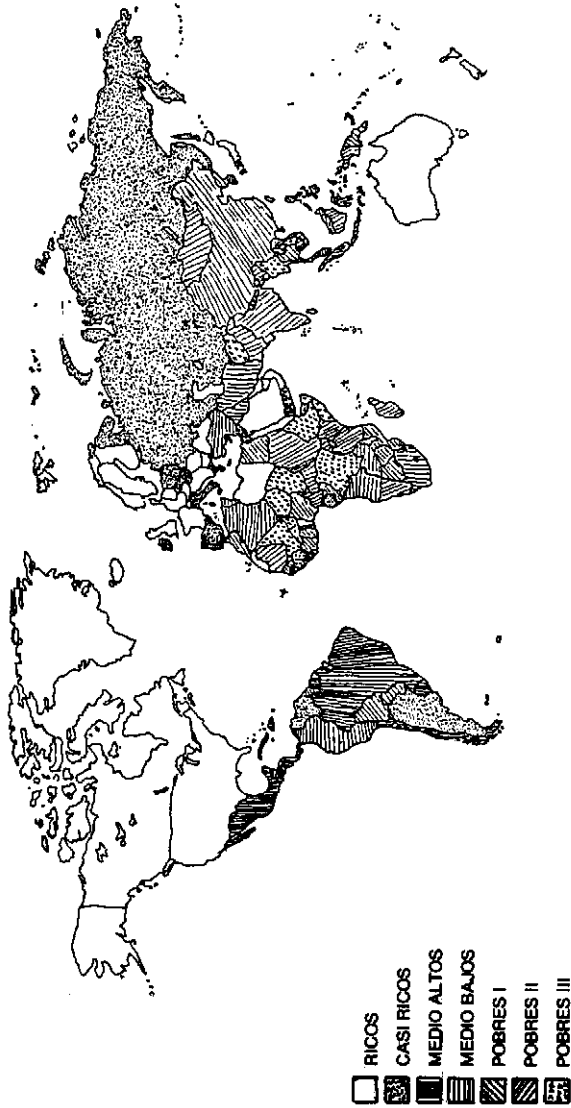 RICOS
CASI RICOS
MEDIO ALTOS
MEDIO BAJOS
POBRES I
POBRES II
POBRES III